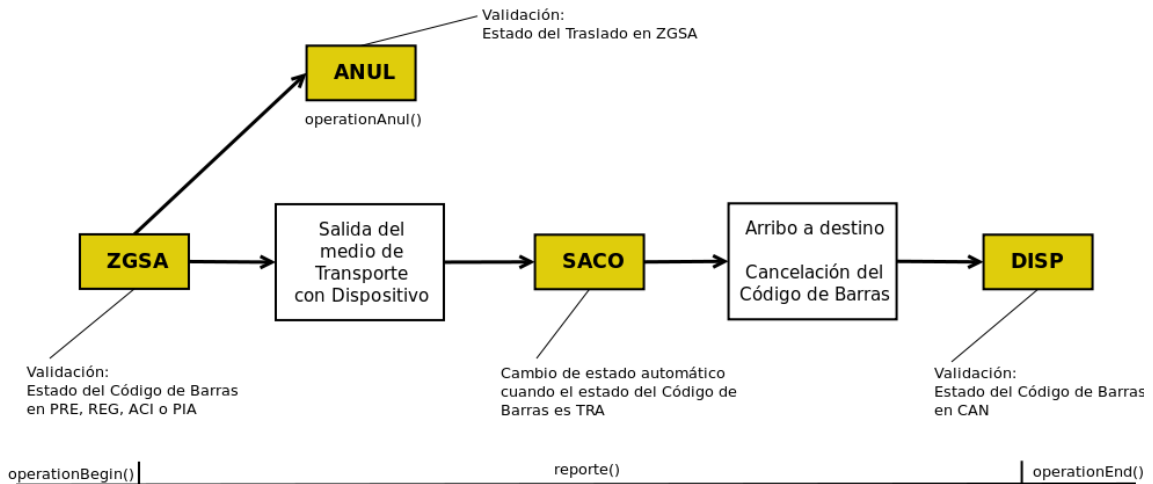 Validación:
Estado del Traslado en ZGSA
ANUL
operationAnul()
ZGSA
Salida del
medio de
Transporte
con Dispositivo
SACO
Arribo a destino
Cancelación del
Código de Barras
DISP
Validación:
Estado del Código de Barras
en PRE, REG, ACI o PIA
Cambio de estado automático
cuando el estado del Código de
Barras es TRA
Validación:
Estado del Código de Barras
en CAN
operationBegin()
reporte()
operationEnd()